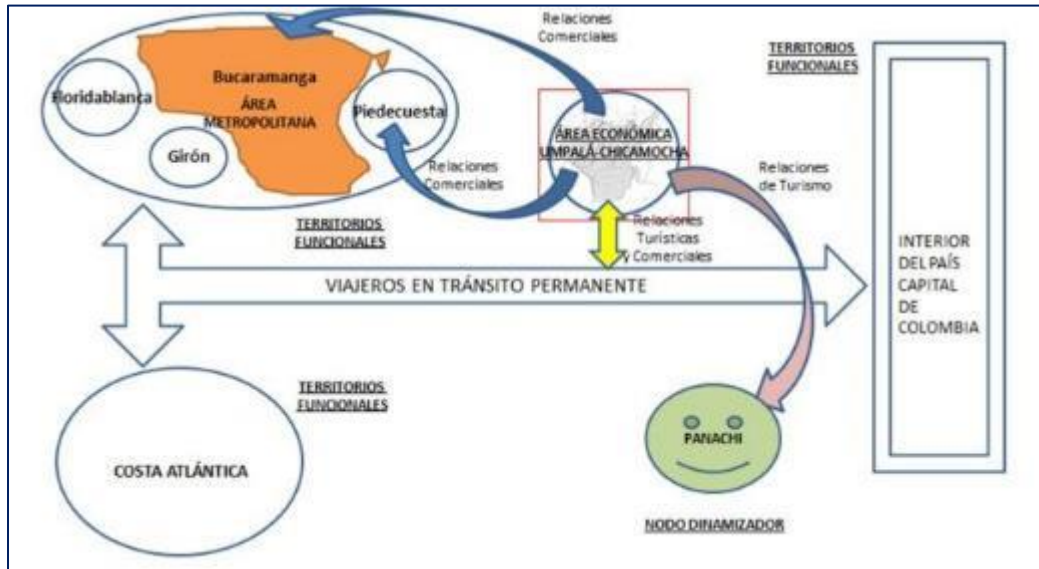 Relaciones
Comerciales
TERRITORIOS
FUNCIONALES
Bucaramanga
ÁREA
METROPOLITANA
Floridablanca
Piedecuesta
Girón
ÁREA ECONÓMICA
UMPALÁ-CHICAMOCHA
Relaciones
Comerciales
Relaciones
de Turismo
TERRITORIOS
FUNCIONALES
Relaciones
Turísticas
y Comerciales
VIAJEROS EN TRÁNSITO PERMANENTE
INTERIOR
DEL PAÍS
CAPITAL
DE
COLOMBIA
TERRITORIOS
FUNCIONALES
COSTA ATLÁNTICA
PANACHI
NODO DINAMIZADOR